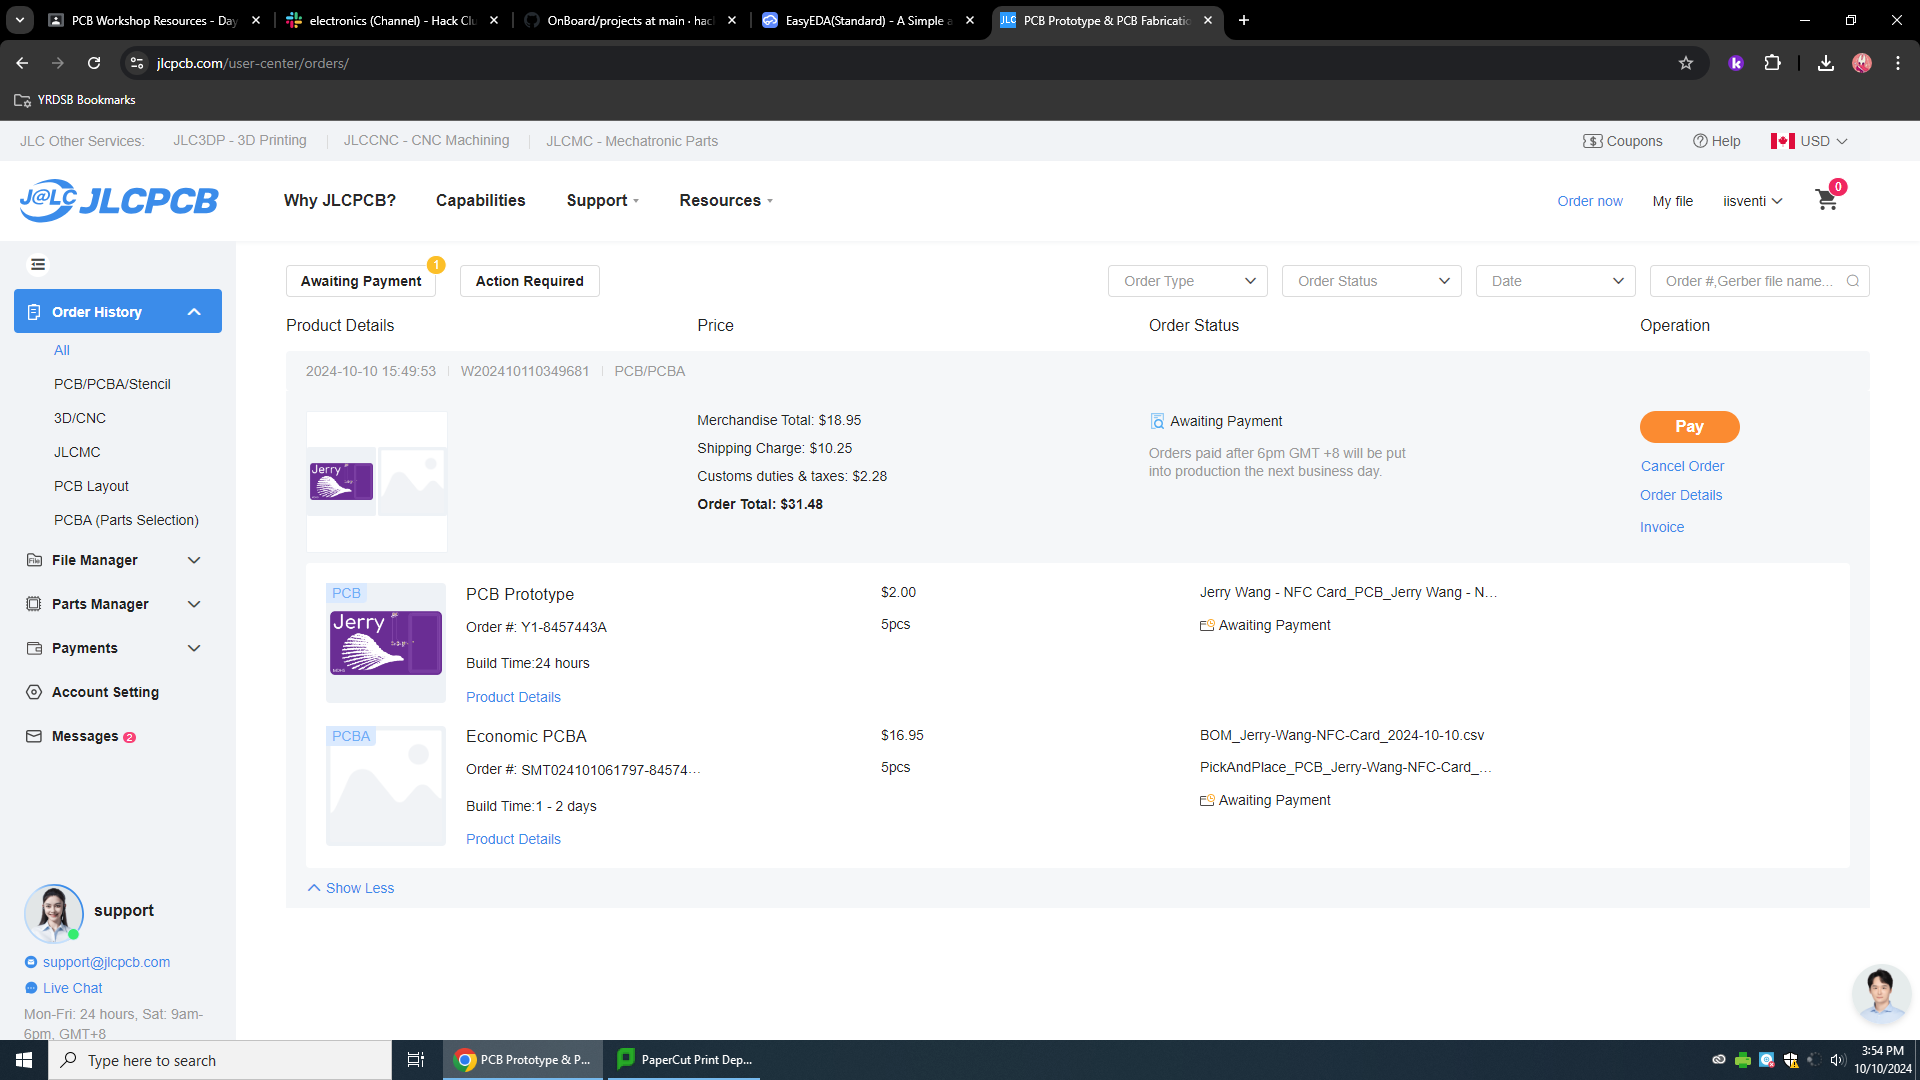 PCB Workshop Resources - Day
electronics (Channel) - Hack Clu
OnBoard/projects at main · hac
EasyEDA(Standard) - A Simple a
JLC PCB Prototype & PCB Fabricatio
jlcpcb.com/user-center/orders/
YRDSB Bookmarks
JLC Other Services: JLC3DP - 3D Printing JLCCNC - CNC Machining JLCMC - Mechatronic Parts
Coupons Help USD
J@LC JLCPCB
Why JLCPCB? Capabilities Support Resources
Order now My file iisventi 0
Order History
All
PCB/PCBA/Stencil
3D/CNC
JLCMC
PCB Layout
PCBA (Parts Selection)
File Manager
Parts Manager
Payments
Account Setting
Messages 2
support
support@jlcpcb.com
Live Chat
Mon-Fri: 24 hours, Sat: 9am-
6pm, GMT+8
Awaiting Payment 1 Action Required
Order Type Order Status Date Order #,Gerber file name...
Product Details Price Order Status Operation
2024-10-10 15:49:53 W202410110349681 PCB/PCBA
Jerry
Merchandise Total: $18.95
Shipping Charge: $10.25
Customs duties & taxes: $2.28
Order Total: $31.48
Awaiting Payment
Orders paid after 6pm GMT +8 will be put
into production the next business day.
Pay
Cancel Order
Order Details
Invoice
PCB
Jerry
PCB Prototype
Order #: Y1-8457443A
Build Time:24 hours
Product Details
$2.00
5pcs
Jerry Wang - NFC Card_PCB_Jerry Wang - N...
Awaiting Payment
PCBA
Economic PCBA
Order #: SMT024101061797-84574...
Build Time:1 - 2 days
Product Details
$16.95
5pcs
BOM_Jerry-Wang-NFC-Card_2024-10-10.csv
PickAndPlace_PCB_Jerry-Wang-NFC-Card_...
Awaiting Payment
Show Less
Type here to search
PCB Prototype & P...
PaperCut Print Dep...
3:54 PM
10/10/2024